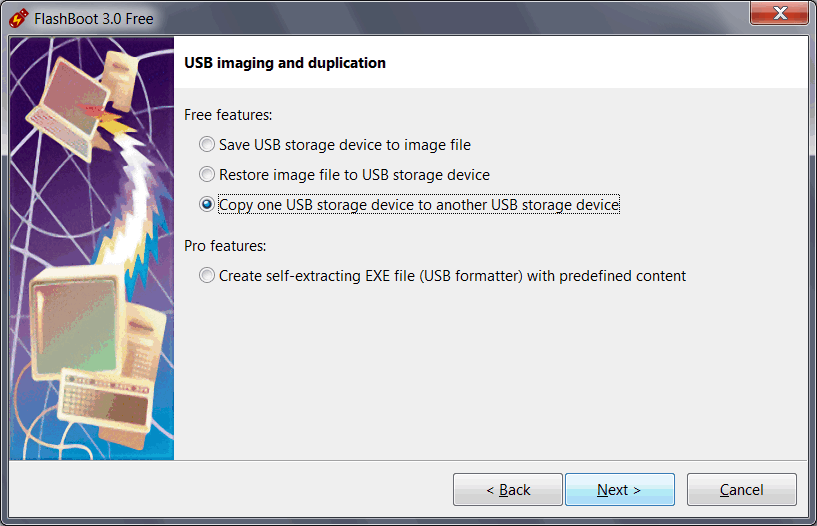 FlashBoot 3.0 Free
USB imaging and duplication
Free features:
Save USB storage device to image file
Restore image file to USB storage device
Copy one USB storage device to another USB storage device
Pro features:
Create self-extracting EXE file (USB formatter) with predefined content
< Back Next > Cancel